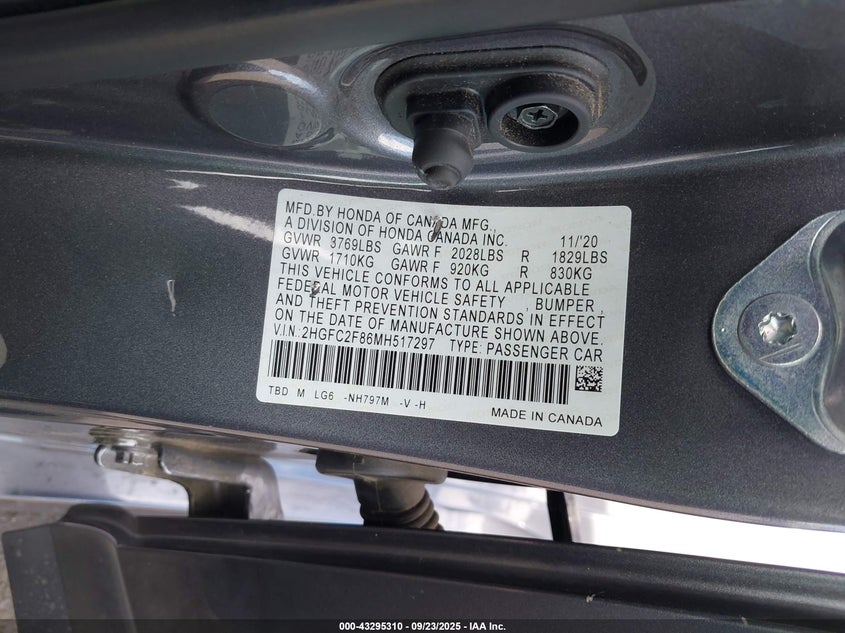 MFD.BY HONDA OF CANADA MFG.,
A DIVISION OF HONDA CANADA INC. 11/'20
GVWR 3769LBS GAWR F 2028LBS R 1829LBS
GVWR 1710KG GAWR F 920KG R 830KG
THIS VEHICLE CONFORMS TO ALL APPLICABLE
FEDERAL MOTOR VEHICLE SAFETY , BUMPER ,
AND THEFT PREVENTION STANDARDS IN EFFECT
ON THE DATE OF MANUFACTURE SHOWN ABOVE.
V.I.N.: 2HGFC2F86MH517297 TYPE: PASSENGER CAR
TBD M LG6 -NH797M -V -H
MADE IN CANADA
000-43295310 - 09/23/2025 - IAA Inc.